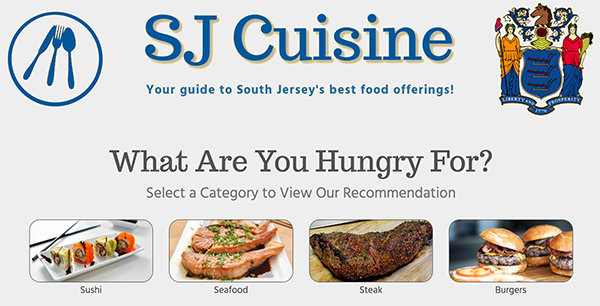 SJ Cuisine
Your guide to South Jersey's best food offerings!
LIBERTY AND PROSPERITY
1776
What Are You Hungry For?
Select a Category to View Our Recommendation
Sushi
Seafood
Steak
Burgers